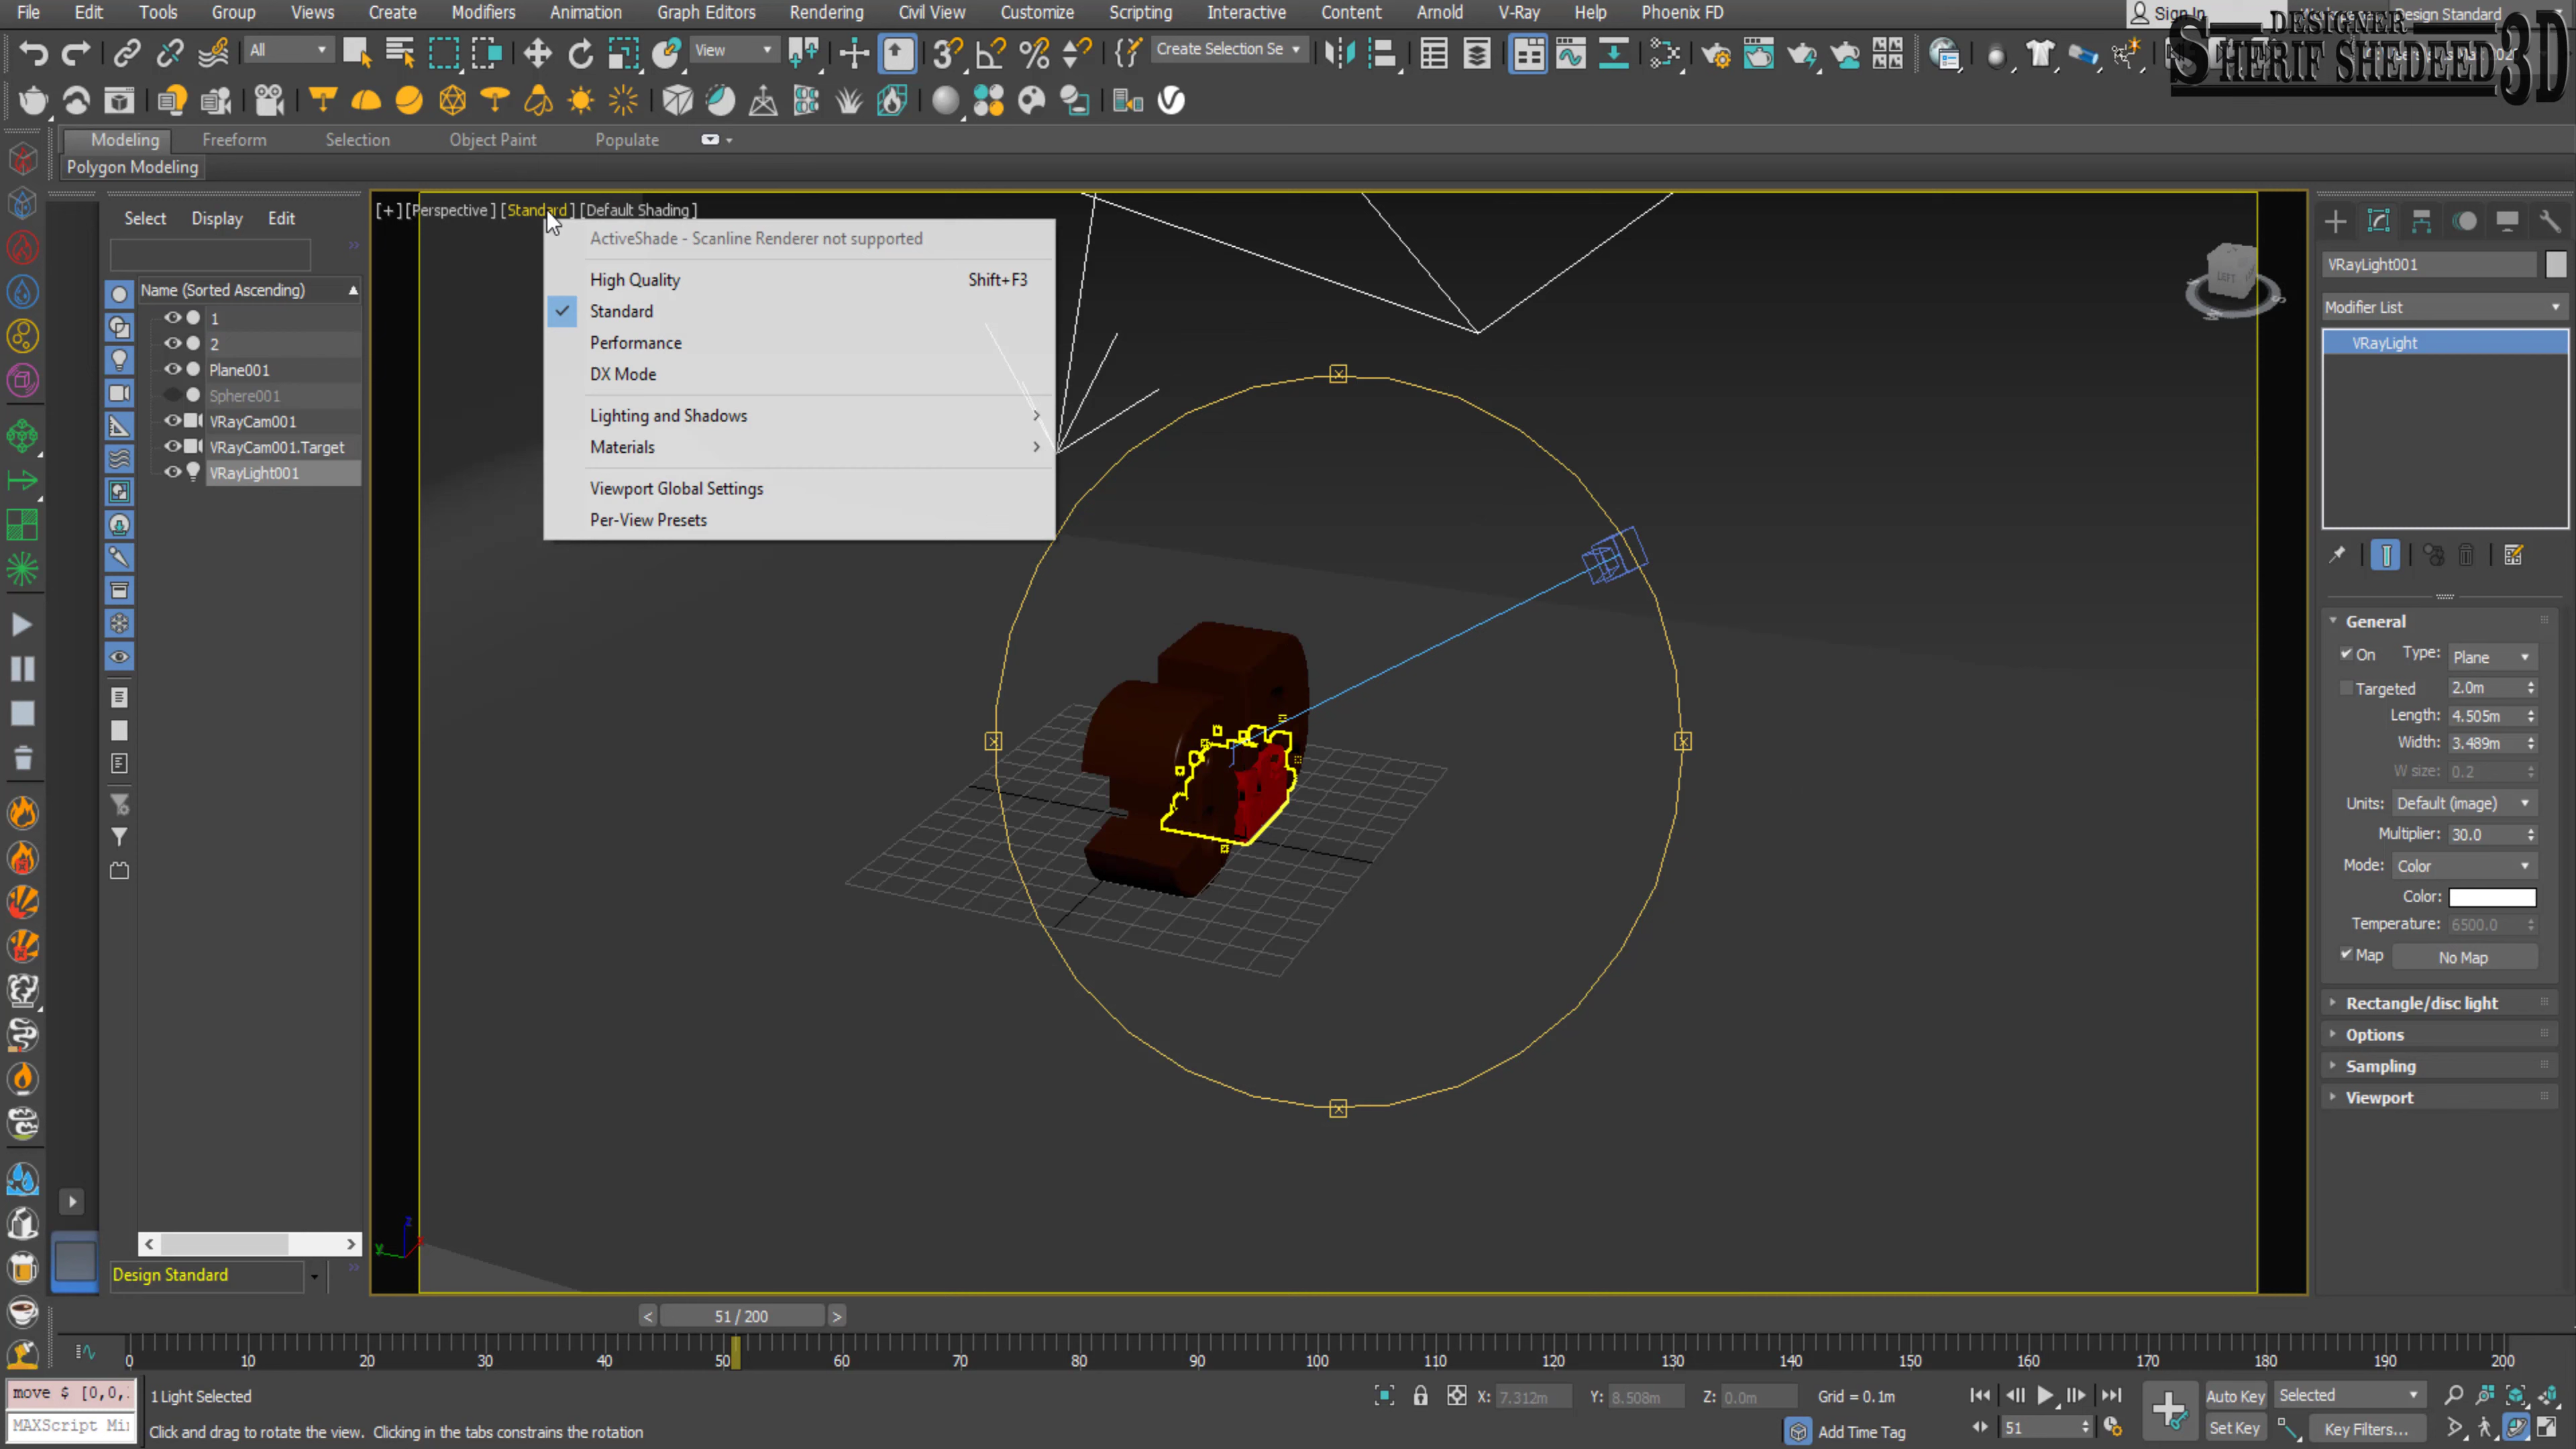 File Edit Tools Group Views Create Modifiers Animation Graph Editors Rendering Civil View Customize Scripting Interactive Content Arnold V-Ray Help Phoenix FD Sign In Design Standard
DESIGNER
SHERIF SHEDEED 3D
All View Create Selection Se
Modeling Freeform Selection Object Paint Populate
Polygon Modeling
Select Display Edit
Name (Sorted Ascending)
1
2
Plane001
Sphere001
VRayCam001
VRayCam001.Target
VRayLight001
Design Standard
[+] [Perspective] [Standard] [Default Shading]
ActiveShade - Scanline Renderer not supported
High Quality Shift+F3
Standard
Performance
DX Mode
Lighting and Shadows
Materials
Viewport Global Settings
Per-View Presets
LEFT
VRayLight001
Modifier List
VRayLight
General
On Type: Plane
Targeted 2.0m
Length: 4.505m
Width: 3.489m
W size: 0.2
Units: Default (image)
Multiplier: 30.0
Mode: Color
Color:
Temperature: 6500.0
Map No Map
Rectangle/disc light
Options
Sampling
Viewport
< 51 / 200 >
0 10 20 30 40 50 60 70 80 90 100 110 120 130 140 150 160 170 180 190 200
move $ [0,0,
MAXScript Mi
1 Light Selected
Click and drag to rotate the view. Clicking in the tabs constrains the rotation
X: 7.312m Y: 8.508m Z: 0.0m Grid = 0.1m
Add Time Tag
51
Auto Key Selected
Set Key Key Filters...